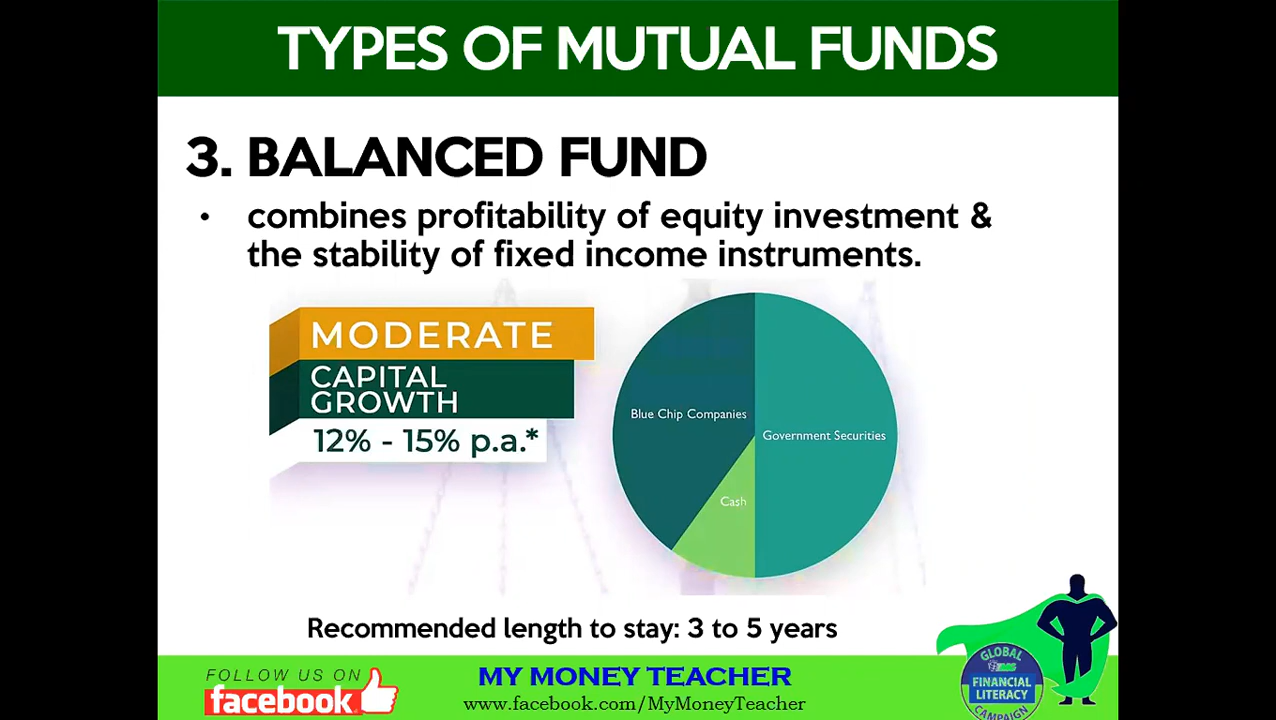 TYPES OF MUTUAL FUNDS
3. BALANCED FUND
• combines profitability of equity investment &
the stability of fixed income instruments.
MODERATE
CAPITAL
GROWTH
12% - 15% p.a.*
Blue Chip Companies
Government Securities
Cash
Recommended length to stay: 3 to 5 years
FOLLOW US ON
facebook
MY MONEY TEACHER
www.facebook.com/MyMoneyTeacher
GLOBAL
FINANCIAL
LITERACY
CAMPAIGN